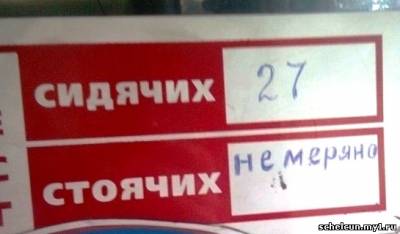 СИДЯЧИХ 27
СТОЯЧИХ немеряно
schelcun.my1.ru